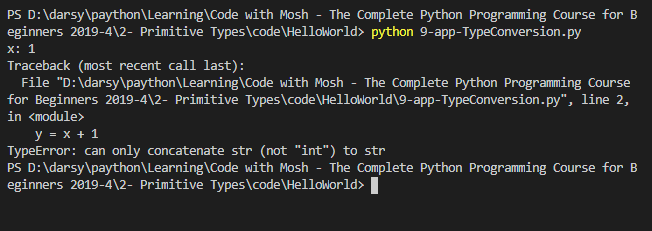 PS D:\darsy\paython\Learning\Code with Mosh - The Complete Python Programming Course for B
eginners 2019-4\2- Primitive Types\code\HelloWorld> python 9-app-TypeConversion.py
x: 1
Traceback (most recent call last):
  File "D:\darsy\paython\Learning\Code with Mosh - The Complete Python Programming Course
for Beginners 2019-4\2- Primitive Types\code\HelloWorld\9-app-TypeConversion.py", line 2,
in <module>
    y = x + 1
TypeError: can only concatenate str (not "int") to str
PS D:\darsy\paython\Learning\Code with Mosh - The Complete Python Programming Course for B
eginners 2019-4\2- Primitive Types\code\HelloWorld>